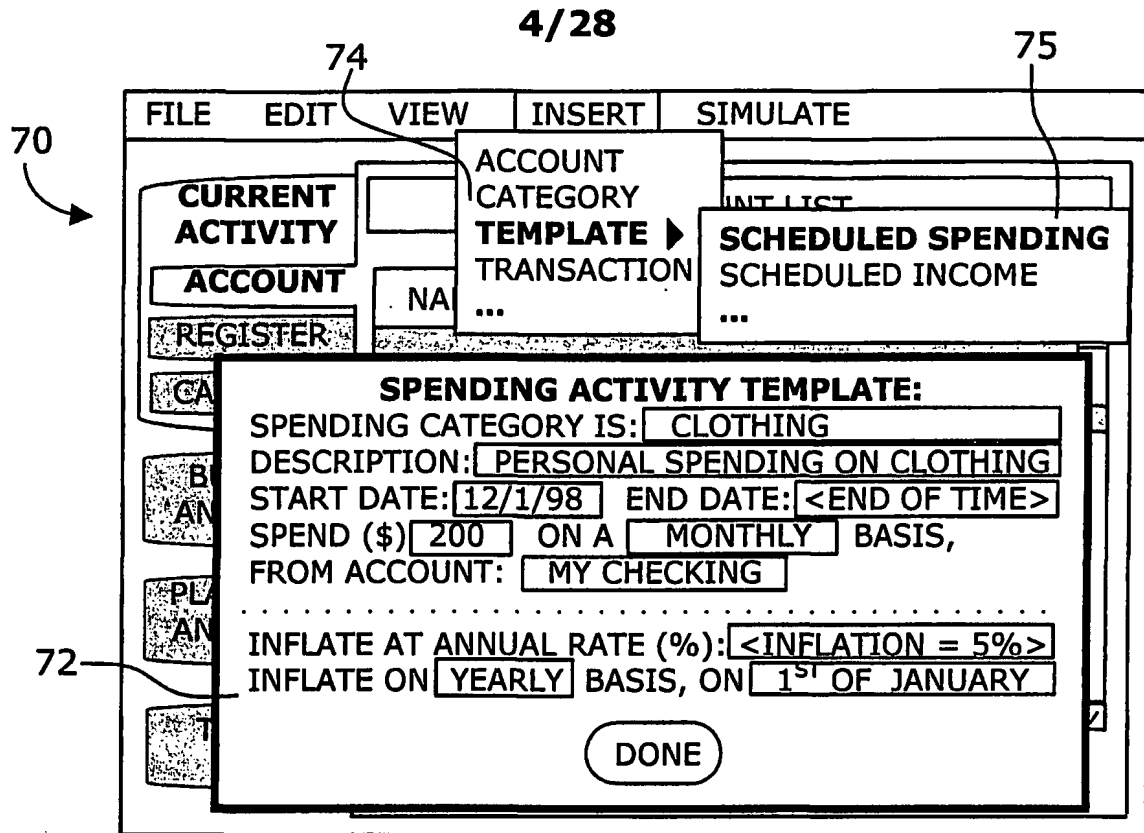 4/28
74
75
70
FILE EDIT VIEW INSERT SIMULATE
ACCOUNT
CATEGORY
TEMPLATE ▶
TRANSACTION
...
SCHEDULED SPENDING
SCHEDULED INCOME
...
LIST
CURRENT
ACTIVITY
ACCOUNT
REGISTER
SPENDING ACTIVITY TEMPLATE:
SPENDING CATEGORY IS: CLOTHING
DESCRIPTION: PERSONAL SPENDING ON CLOTHING
START DATE: 12/1/98 END DATE: <END OF TIME>
SPEND ($) 200 ON A MONTHLY BASIS,
FROM ACCOUNT: MY CHECKING
INFLATE AT ANNUAL RATE (%): <INFLATION = 5%>
INFLATE ON YEARLY BASIS, ON 1ST OF JANUARY
72
DONE